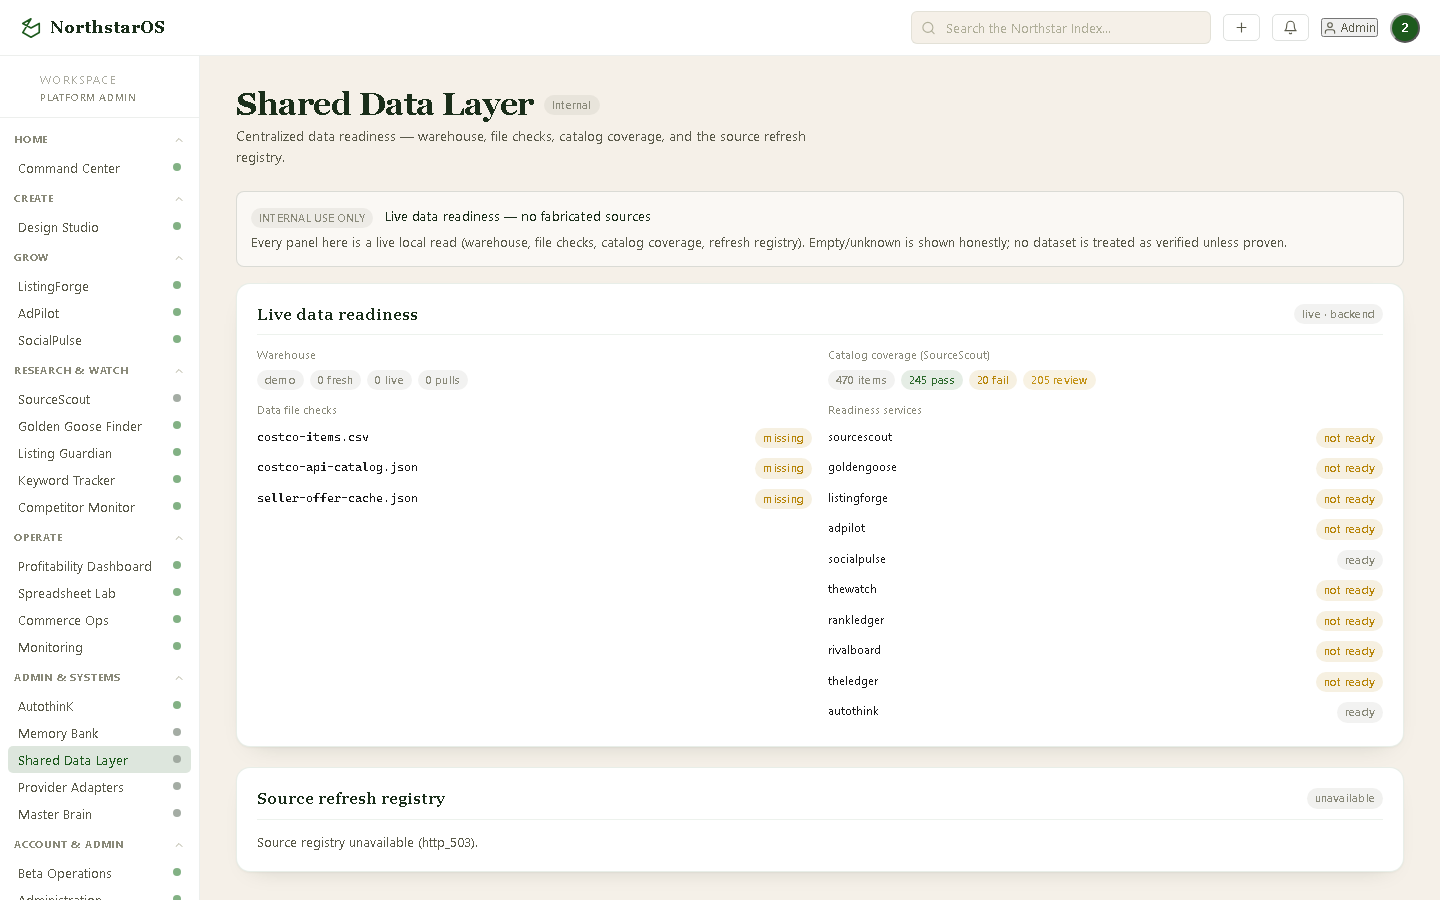 NorthstarOS
Search the Northstar Index...
Admin
2
WORKSPACE
PLATFORM ADMIN
HOME
Command Center
CREATE
Design Studio
GROW
ListingForge
AdPilot
SocialPulse
RESEARCH & WATCH
SourceScout
Golden Goose Finder
Listing Guardian
Keyword Tracker
Competitor Monitor
OPERATE
Profitability Dashboard
Spreadsheet Lab
Commerce Ops
Monitoring
ADMIN & SYSTEMS
AutothinK
Memory Bank
Shared Data Layer
Provider Adapters
Master Brain
ACCOUNT & ADMIN
Beta Operations
Administration
Shared Data Layer Internal
Centralized data readiness — warehouse, file checks, catalog coverage, and the source refresh
registry.
INTERNAL USE ONLY Live data readiness — no fabricated sources
Every panel here is a live local read (warehouse, file checks, catalog coverage, refresh registry). Empty/unknown is shown honestly; no dataset is treated as verified unless proven.
Live data readiness live · backend
Warehouse
demo 0 fresh 0 live 0 pulls
Data file checks
costco-items.csv missing
costco-api-catalog.json missing
seller-offer-cache.json missing
Catalog coverage (SourceScout)
470 items 245 pass 20 fail 205 review
Readiness services
sourcescout not ready
goldengoose not ready
listingforge not ready
adpilot not ready
socialpulse ready
thewatch not ready
rankledger not ready
rivalboard not ready
theledger not ready
autothink ready
Source refresh registry unavailable
Source registry unavailable (http_503).